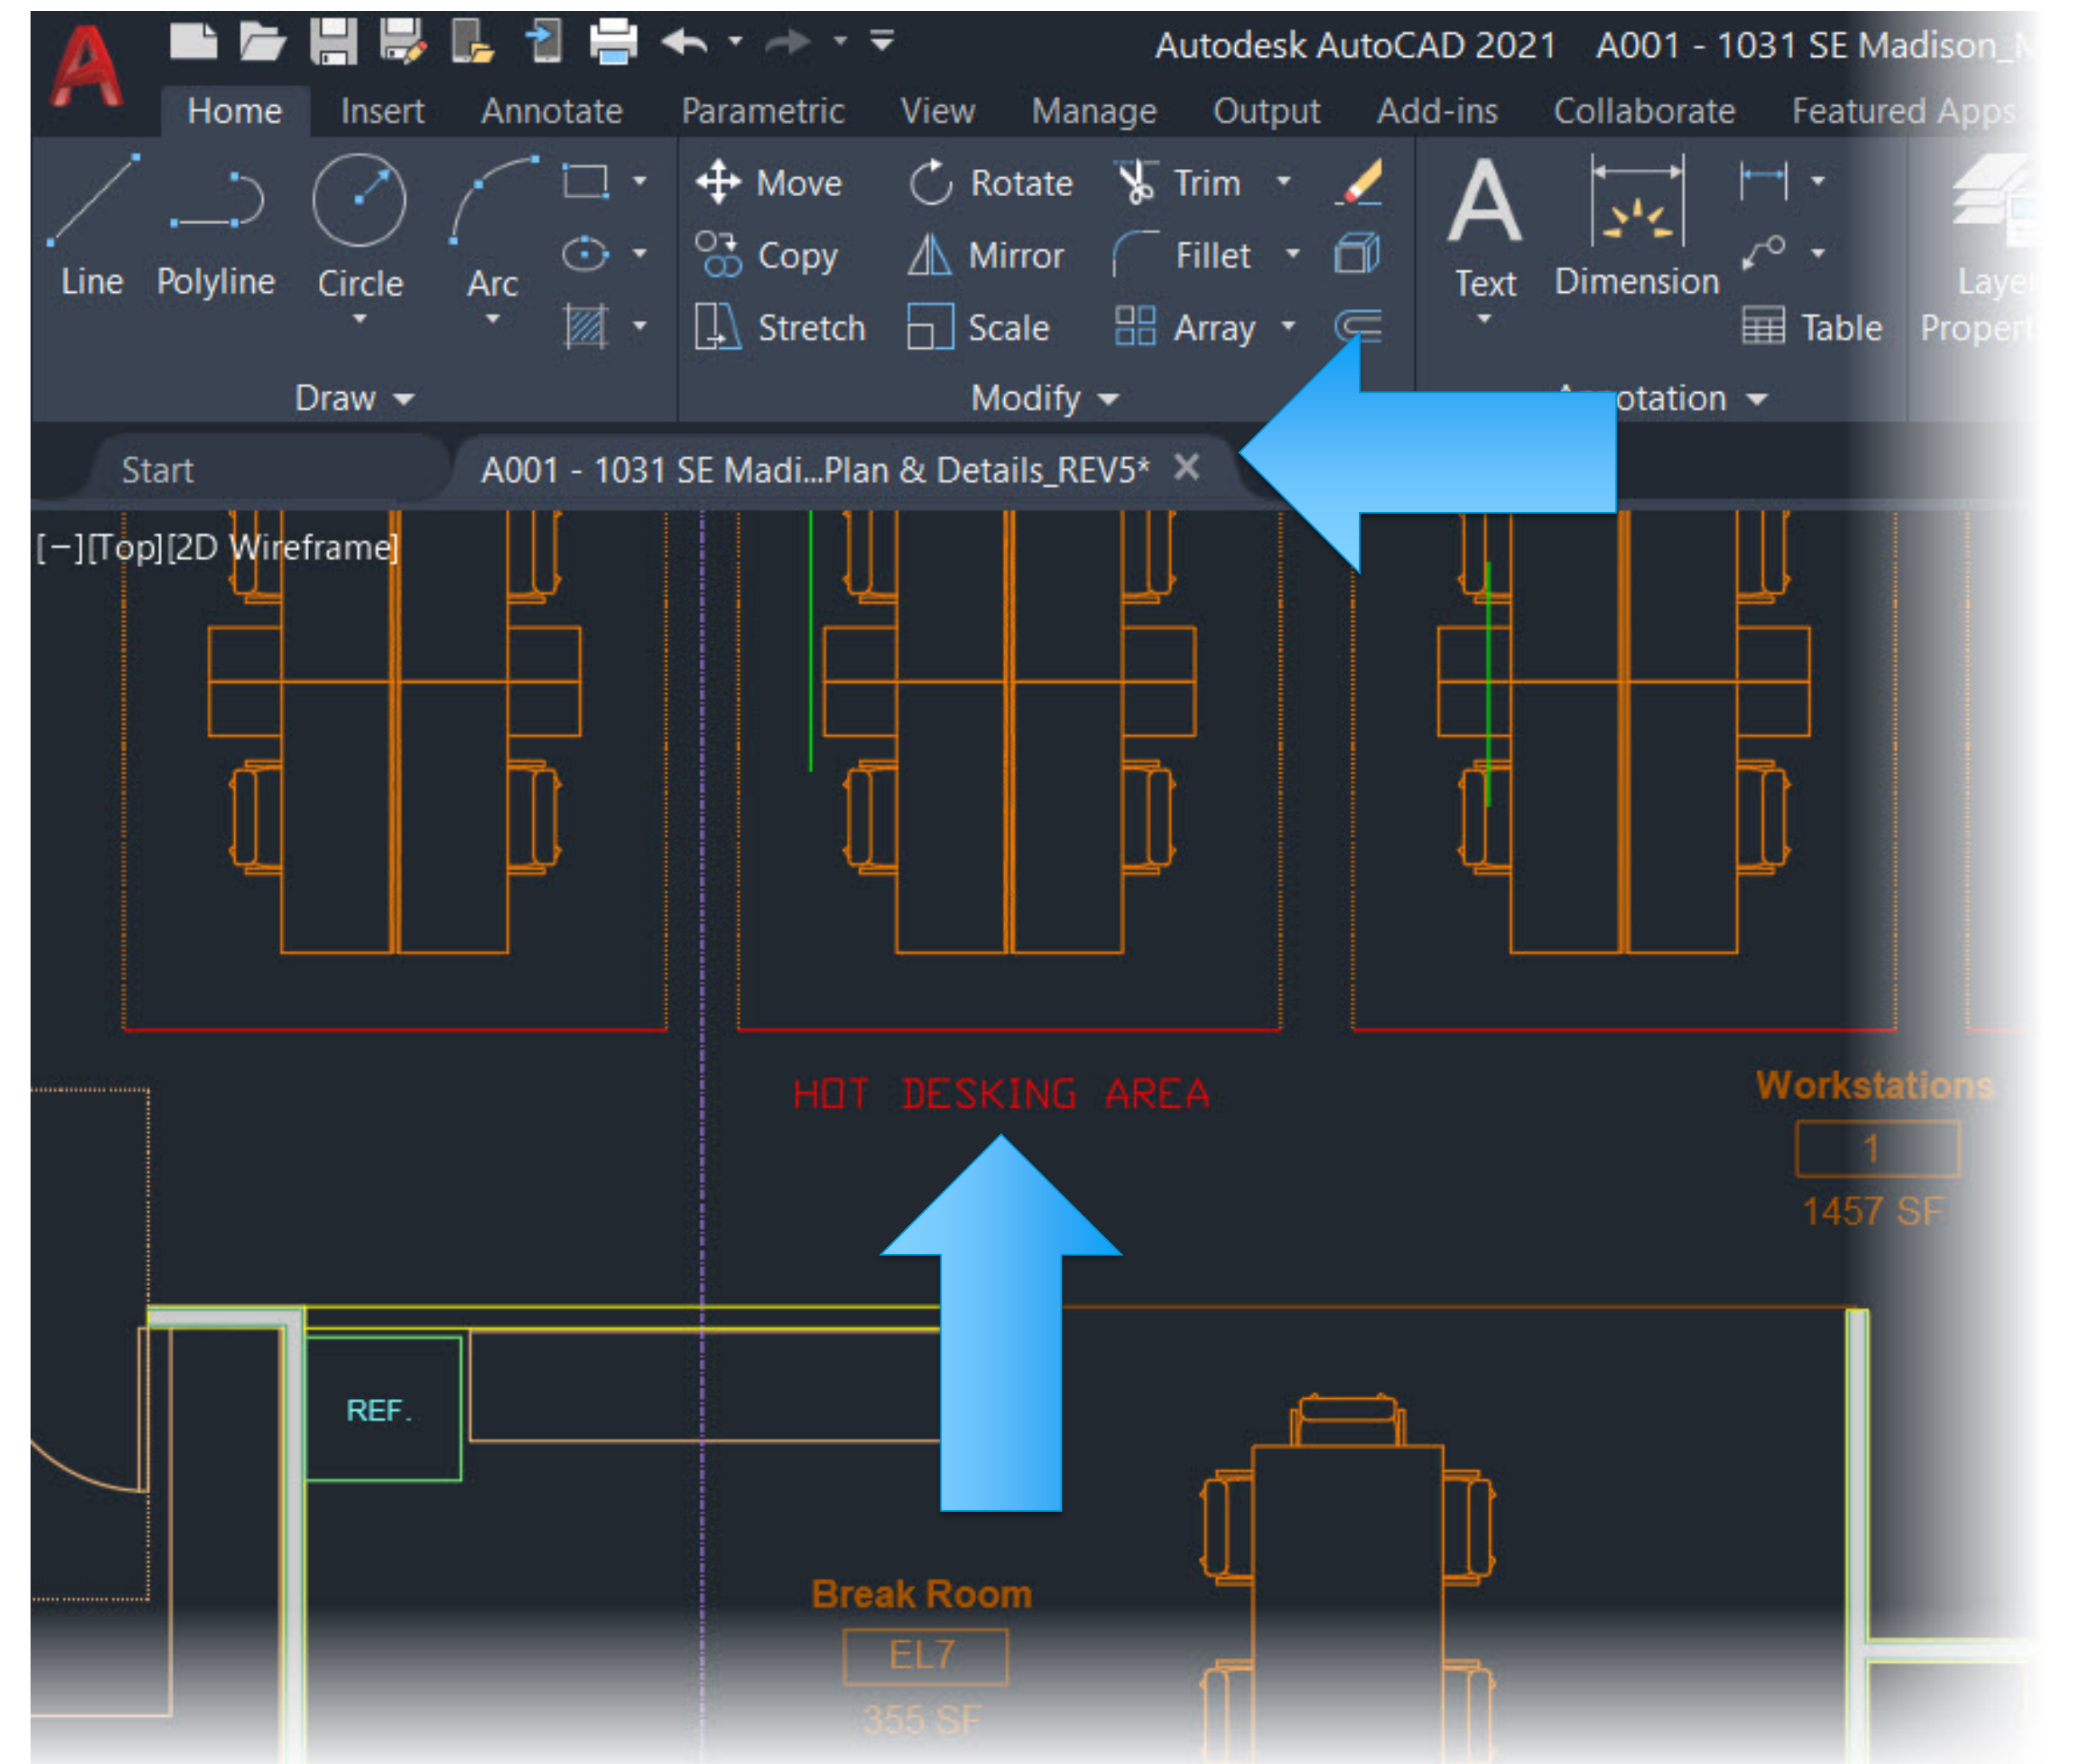 Autodesk AutoCAD 2021 A001 - 1031 SE Madison_
Home Insert Annotate Parametric View Manage Output Add-ins Collaborate Featured Apps
Move Rotate Trim
Copy Mirror Fillet
Line Polyline Circle Arc
Text Dimension
Stretch Scale Array
Table
Draw Modify
Start A001 - 1031 SE Madi...Plan & Details_REV5*
[−][Top][2D Wireframe]
HOT DESKING AREA
Workstations
1
1457 SF
REF.
Break Room
EL7
355 SF